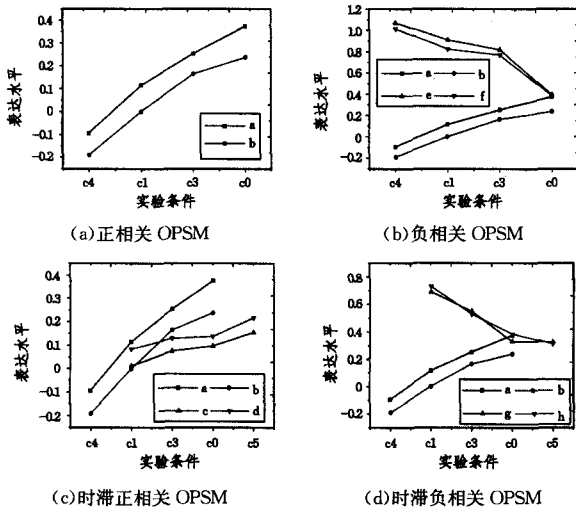 0.4
0.3
0.2
0.1
0
-0.1
-0.2
表达水平
a
b
c4 c1 c3 c0
实验条件
(a)正相关 OPSM
1.2
1.0
0.8
0.6
0.4
0.2
0
-0.2
表达水平
a b
e f
c4 c1 c3 c0
实验条件
(b)负相关 OPSM
0.4
0.3
0.2
0.1
0
-0.1
-0.2
表达水平
a b
c d
c4 c1 c3 c0 c5
实验条件
(c)时滞正相关 OPSM
0.8
0.6
0.4
0.2
0
-0.2
表达水平
a b
g h
c4 c1 c3 c0 c5
实验条件
(d)时滞负相关 OPSM